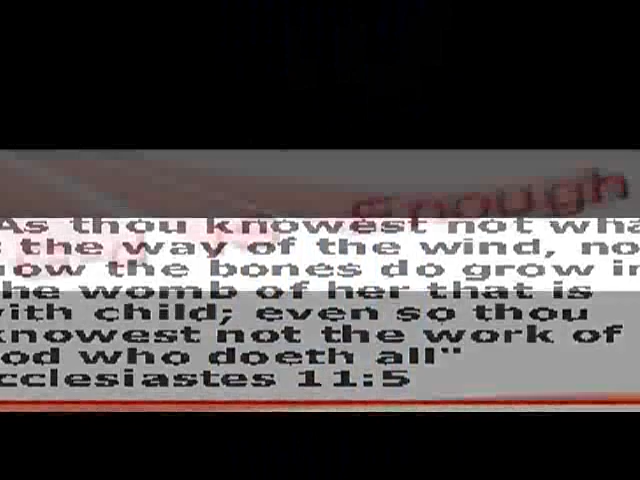 Enough
As thou knowest not wha
s the way of the wind, no
how the bones do grow in
he womb of her that is
with child; even so thou
knowest not the work of
God who doeth all"
cclesiastes 11:5